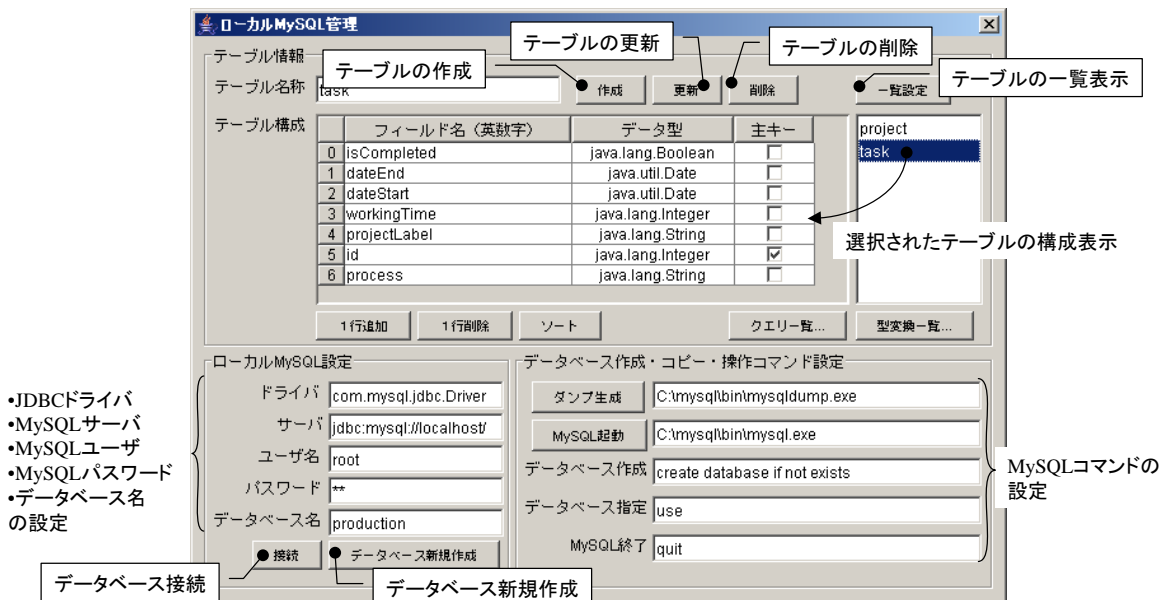 ローカルMySQL管理
テーブル情報
テーブルの更新
テーブルの削除
テーブルの作成
テーブルの一覧表示
テーブル名称
task
作成
更新
削除
一覧設定
テーブル構成
フィールド名（英数字） データ型 主キー
0 isCompleted java.lang.Boolean
1 dateEnd java.util.Date
2 dateStart java.util.Date
3 workingTime java.lang.Integer
4 projectLabel java.lang.String
5 id java.lang.Integer
6 process java.lang.String
project
task
選択されたテーブルの構成表示
1行追加
1行削除
ソート
クエリ一覧...
型変換一覧...
ローカルMySQL設定
ドライバ com.mysql.jdbc.Driver
サーバ jdbc:mysql://localhost/
ユーザ名 root
パスワード **
データベース名 production
接続
データベース新規作成
•JDBCドライバ
•MySQLサーバ
•MySQLユーザ
•MySQLパスワード
•データベース名
の設定
データベース接続
データベース新規作成
データベース作成・コピー・操作コマンド設定
ダンプ生成 C:\mysql\bin\mysqldump.exe
MySQL起動 C:\mysql\bin\mysql.exe
データベース作成 create database if not exists
データベース指定 use
MySQL終了 quit
MySQLコマンドの
設定